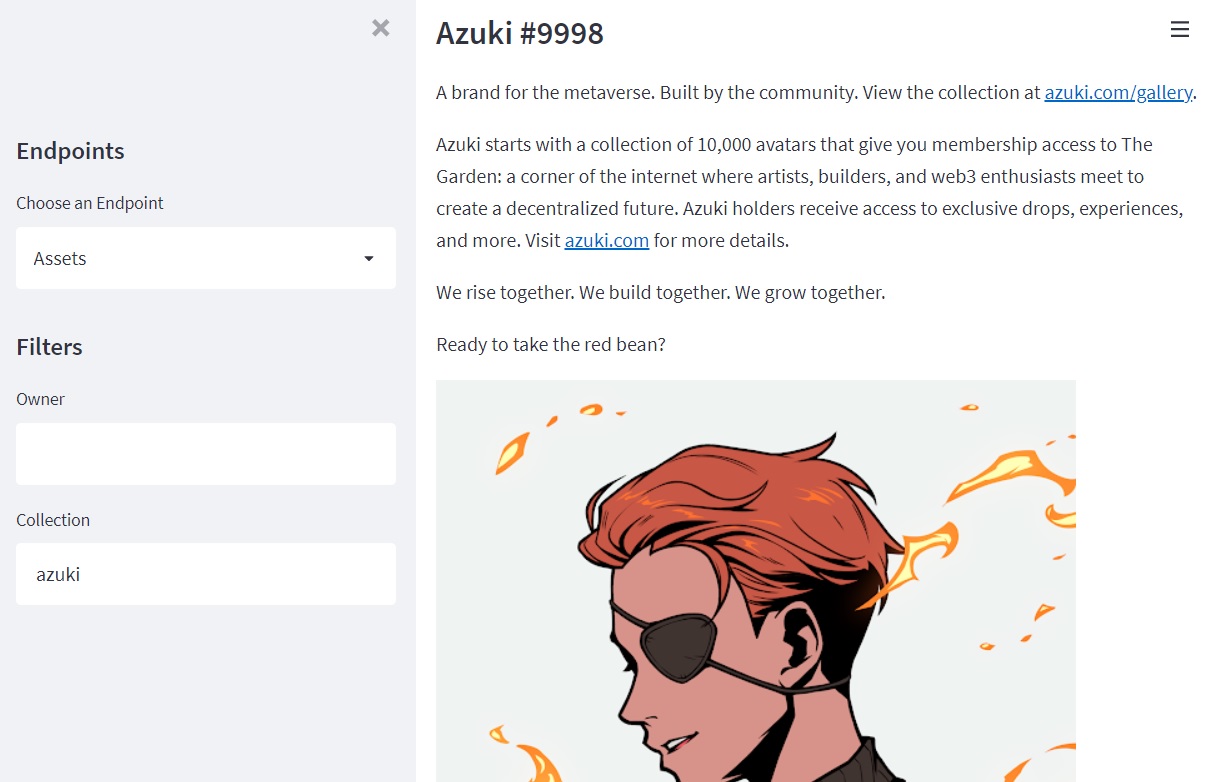 Endpoints
Choose an Endpoint
Assets
Filters
Owner
Collection
azuki
Azuki #9998
A brand for the metaverse. Built by the community. View the collection at azuki.com/gallery.
Azuki starts with a collection of 10,000 avatars that give you membership access to The
Garden: a corner of the internet where artists, builders, and web3 enthusiasts meet to
create a decentralized future. Azuki holders receive access to exclusive drops, experiences,
and more. Visit azuki.com for more details.
We rise together. We build together. We grow together.
Ready to take the red bean?